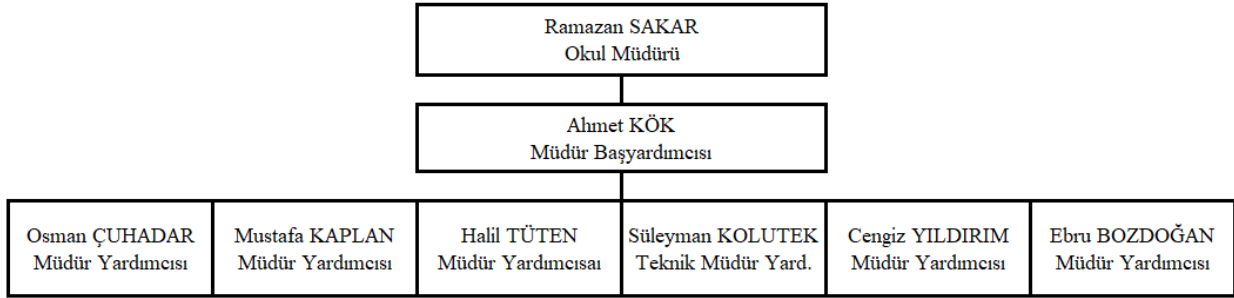 Ramazan SAKAR
Okul Müdürü
Ahmet KÖK
Müdür Başyardımcısı
Osman ÇUHADAR
Müdür Yardımcısı
Mustafa KAPLAN
Müdür Yardımcısı
Halil TÜTEN
Müdür Yardımcısaı
Süleyman KOLUTEK
Teknik Müdür Yard.
Cengiz YILDIRIM
Müdür Yardımcısı
Ebru BOZDOĞAN
Müdür Yardımcısı